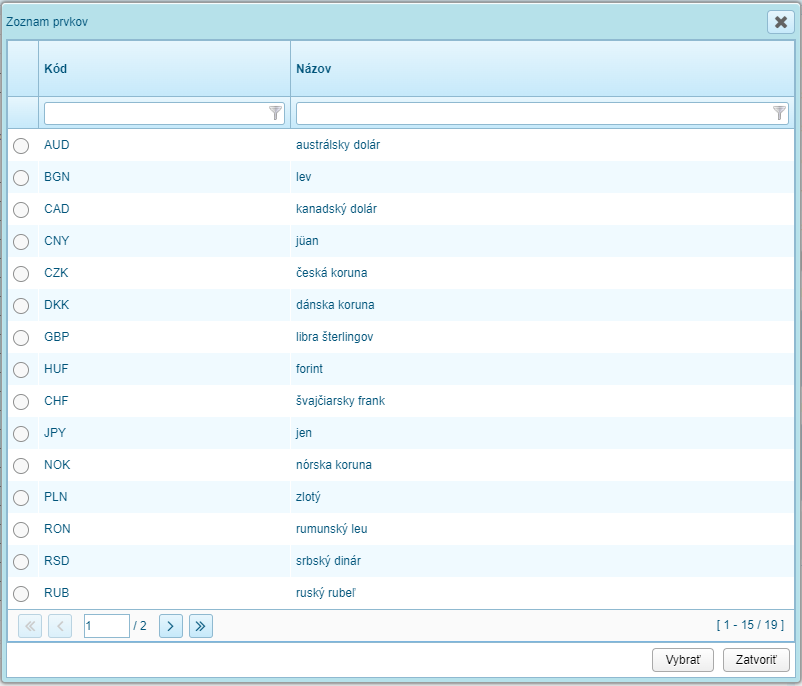 Zoznam prvkov
Kód Názov
AUD austrálsky dolár
BGN lev
CAD kanadský dolár
CNY jüan
CZK česká koruna
DKK dánska koruna
GBP libra šterlingov
HUF forint
CHF švajčiarsky frank
JPY jen
NOK nórska koruna
PLN zlotý
RON rumunský leu
RSD srbský dinár
RUB ruský rubeľ
1 / 2 [ 1 - 15 / 19 ]
Vybrať Zatvoriť